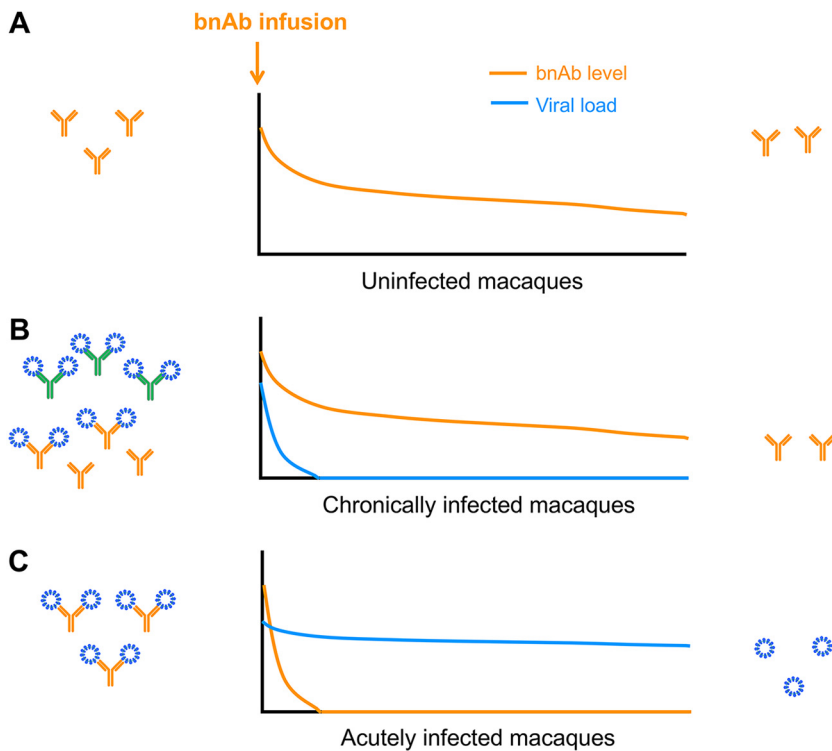 A
bnAb infusion
bnAb level
Viral load
Uninfected macaques
B
Chronically infected macaques
C
Acutely infected macaques